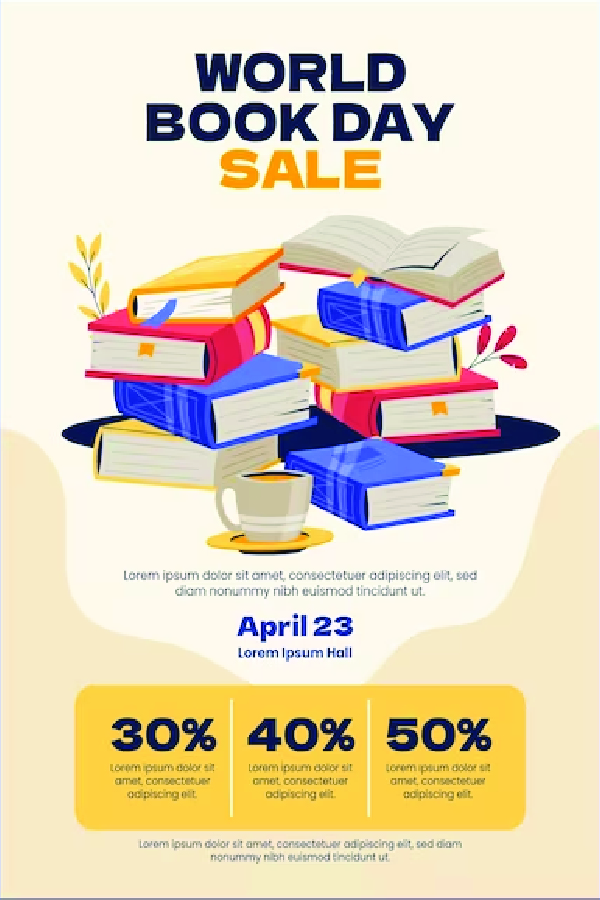 WORLD
BOOK DAY
SALE
Lorem ipsum dolor sit amet, consectetuer adipiscing elit, sed
diam nonummy nibh euismod tincidunt ut.
April 23
Lorem Ipsum Hall
30% 40% 50%
Lorem ipsum dolor sit Lorem ipsum dolor sit Lorem ipsum dolor sit
amet, consectetuer amet, consectetuer amet, consectetuer
adipiscing elit. adipiscing elit. adipiscing elit.
Lorem ipsum dolor sit amet, consectetuer adipiscing elit, sed diam
nonummy nibh euismod tincidunt ut.